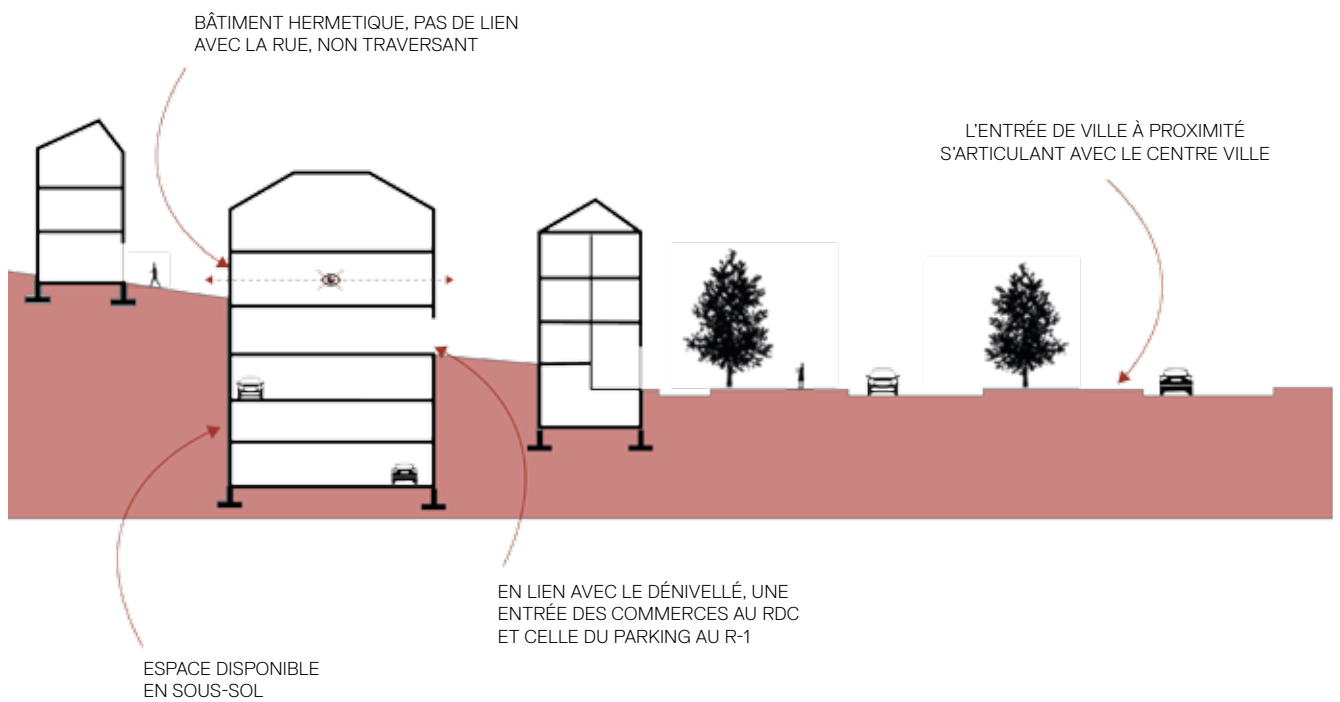 BÂTIMENT HERMETIQUE, PAS DE LIEN
AVEC LA RUE, NON TRAVERSANT
L'ENTRÉE DE VILLE À PROXIMITÉ
S'ARTICULANT AVEC LE CENTRE VILLE
EN LIEN AVEC LE DÉNIVELLÉ, UNE
ENTRÉE DES COMMERCES AU RDC
ET CELLE DU PARKING AU R-1
ESPACE DISPONIBLE
EN SOUS-SOL